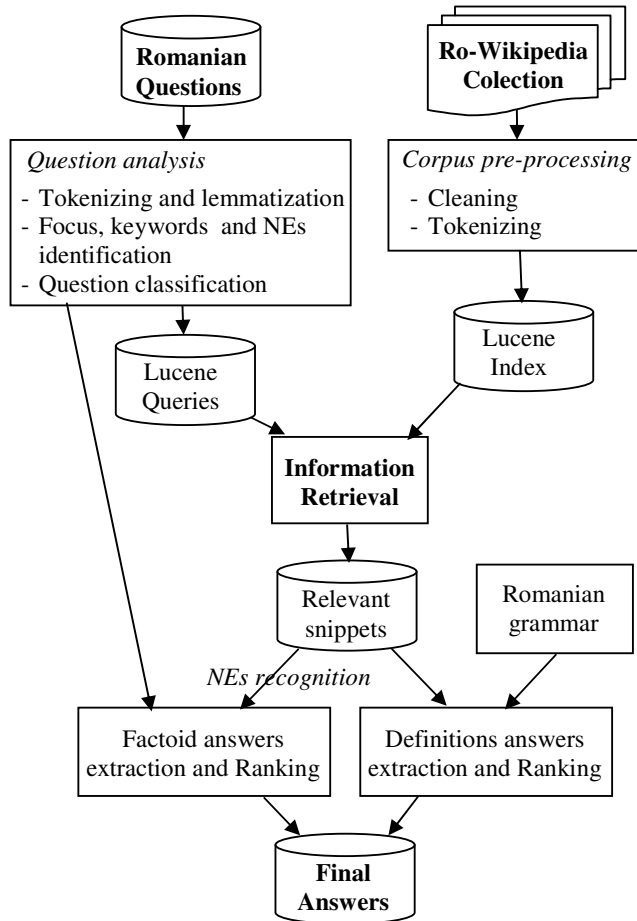 Romanian
Questions
Ro-Wikipedia
Colection
Question analysis
- Tokenizing and lemmatization
- Focus, keywords and NEs
identification
- Question classification
Corpus pre-processing
- Cleaning
- Tokenizing
Lucene
Queries
Lucene
Index
Information
Retrieval
Relevant
snippets
Romanian
grammar
NEs recognition
Factoid answers
extraction and Ranking
Definitions answers
extraction and Ranking
Final
Answers